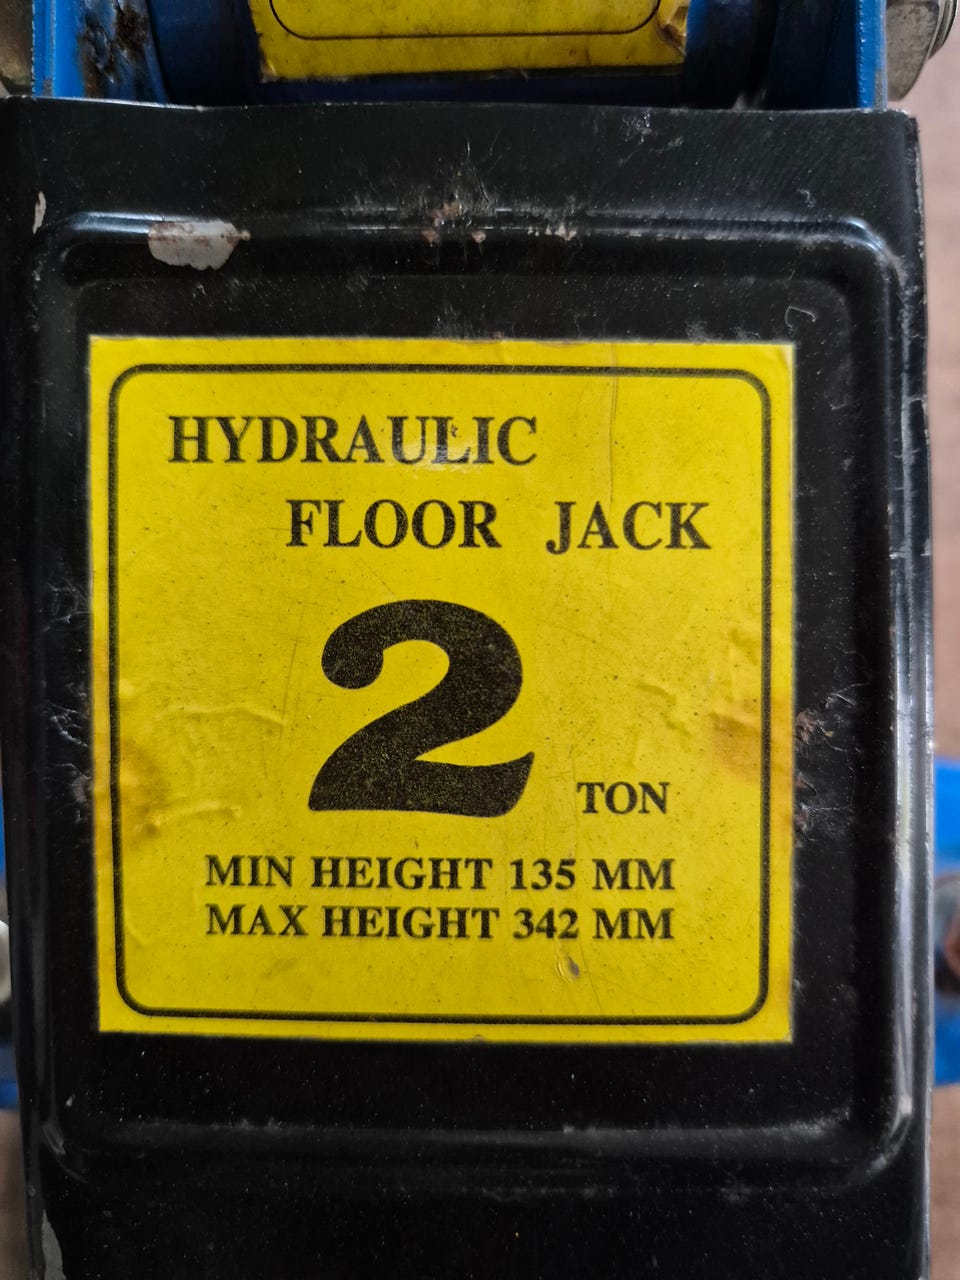 HYDRAULIC
FLOOR JACK
2 TON
MIN HEIGHT 135 MM
MAX HEIGHT 342 MM